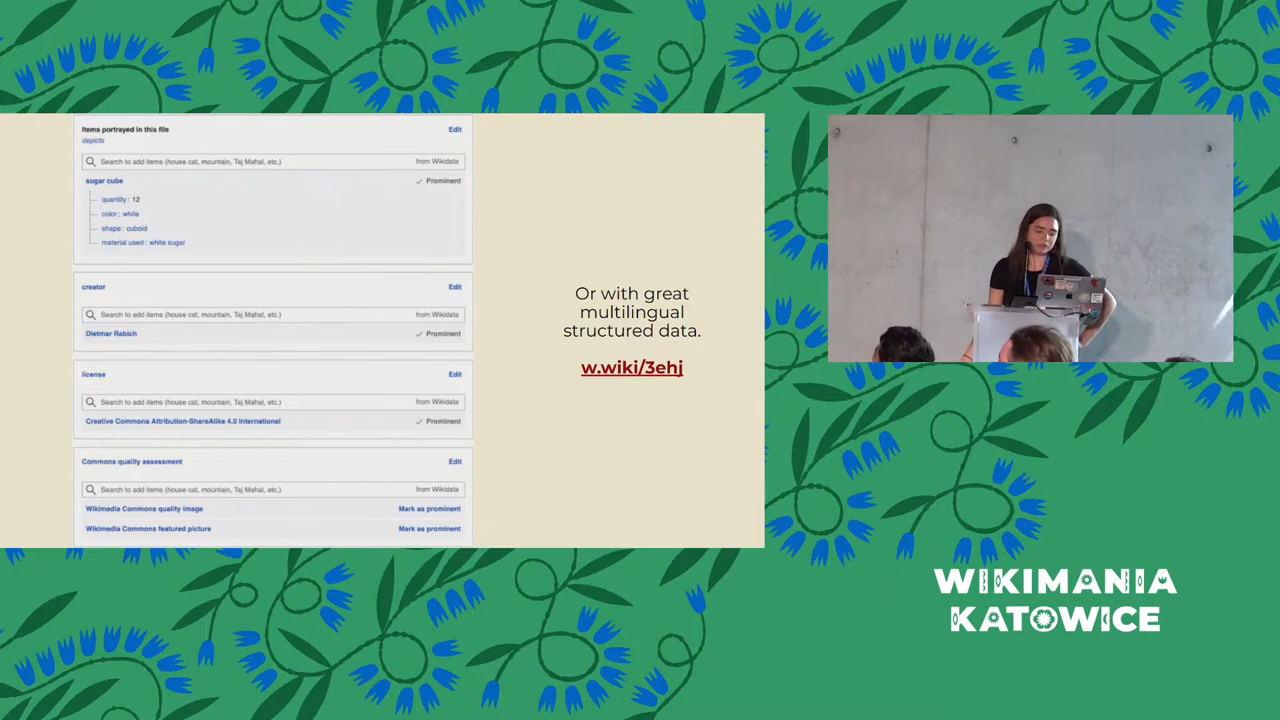 Items portrayed in this file
Edit
depicts
Search to add items (house cat, mountain, Taj Mahal, etc.)
from Wikidata
sugar cube
Prominent
quantity: 12
color: white
shape: cuboid
material used: white sugar
creator
Edit
Search to add items (house cat, mountain, Taj Mahal, etc.)
from Wikidata
Dietmar Rabich
Prominent
license
Edit
Search to add items (house cat, mountain, Taj Mahal, etc.)
from Wikidata
Creative Commons Attribution-ShareAlike 4.0 International
Prominent
Commons quality assessment
Edit
Search to add items (house cat, mountain, Taj Mahal, etc.)
from Wikidata
Wikimedia Commons quality image
Mark as prominent
Wikimedia Commons featured picture
Mark as prominent
Or with great
multilingual
structured data.
w.wiki/3ehj
WIKIMANIA
KATOWICE